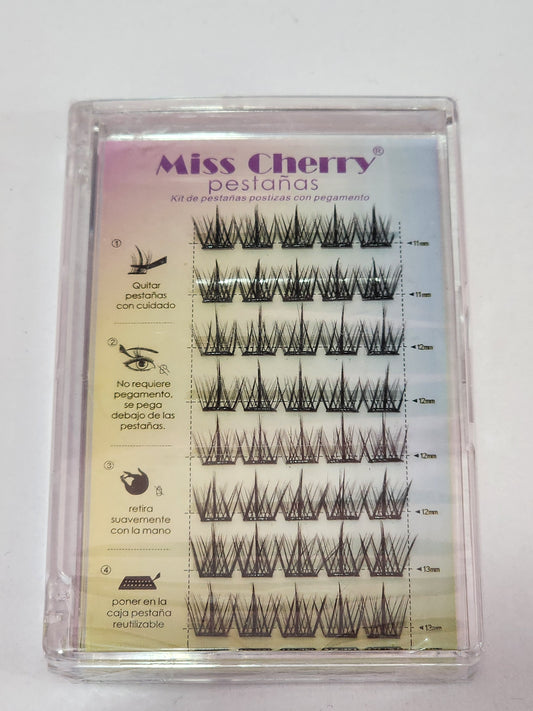 Miss Cherry®
pestañas
Kit de pestañas postizas con pegamento
1
Quitar
pestañas
con cuidado
2
No requiere
pegamento,
se pega
debajo de las
pestañas.
3
retira
suavemente
con la mano
4
poner en la
caja pestaña
reutilizable
11mm
11mm
12mm
12mm
12mm
12mm
13mm
13mm